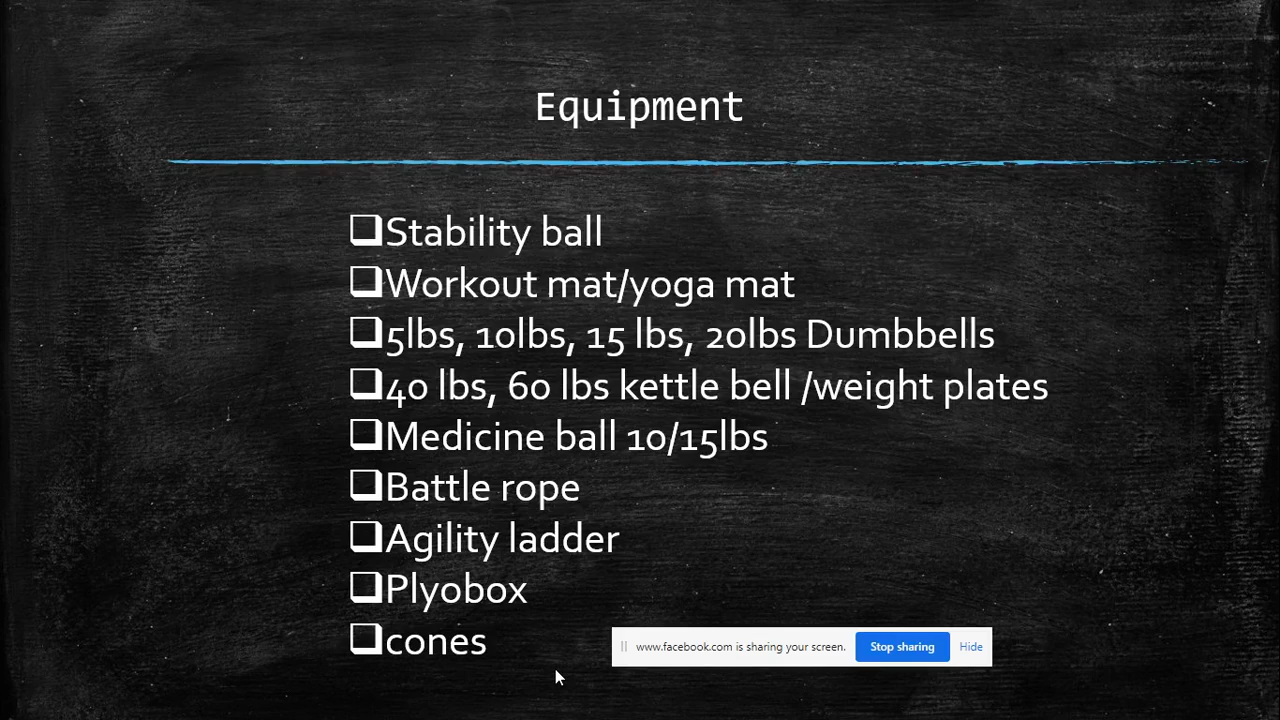 Equipment
Stability ball
Workout mat/yoga mat
5lbs, 10lbs, 15 lbs, 20lbs Dumbbells
40 lbs, 60 lbs kettle bell /weight plates
Medicine ball 10/15lbs
Battle rope
Agility ladder
Plyobox
cones
www.facebook.com is sharing your screen. Stop sharing Hide